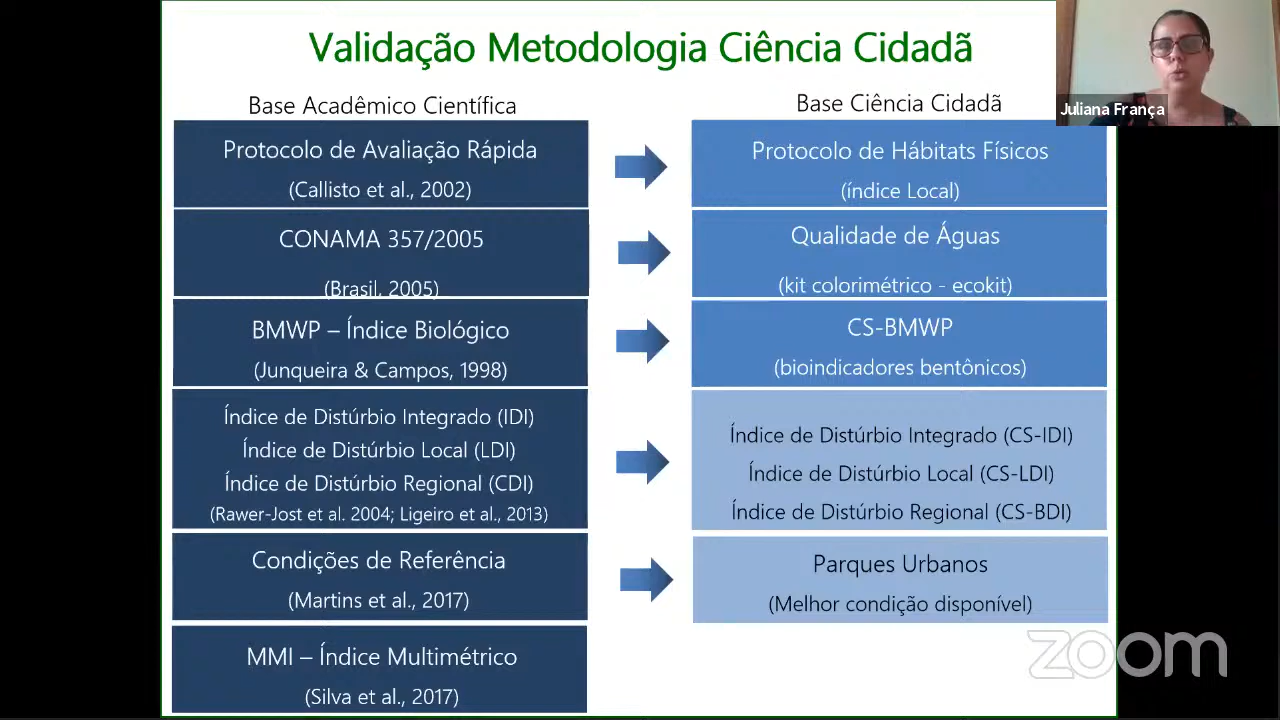 Validação Metodologia Ciência Cidadã
Juliana França
Base Acadêmico Científica
Base Ciência Cidadã
Protocolo de Avaliação Rápida
(Callisto et al., 2002)
Protocolo de Hábitats Físicos
(índice Local)
CONAMA 357/2005
(Brasil, 2005)
Qualidade de Águas
(kit colorimétrico - ecokit)
BMWP – Índice Biológico
(Junqueira & Campos, 1998)
CS-BMWP
(bioindicadores bentônicos)
Índice de Distúrbio Integrado (IDI)
Índice de Distúrbio Local (LDI)
Índice de Distúrbio Regional (CDI)
(Rawer-Jost et al. 2004; Ligeiro et al., 2013)
Índice de Distúrbio Integrado (CS-IDI)
Índice de Distúrbio Local (CS-LDI)
Índice de Distúrbio Regional (CS-BDI)
Condições de Referência
(Martins et al., 2017)
Parques Urbanos
(Melhor condição disponível)
MMI – Índice Multimétrico
(Silva et al., 2017)
zoom